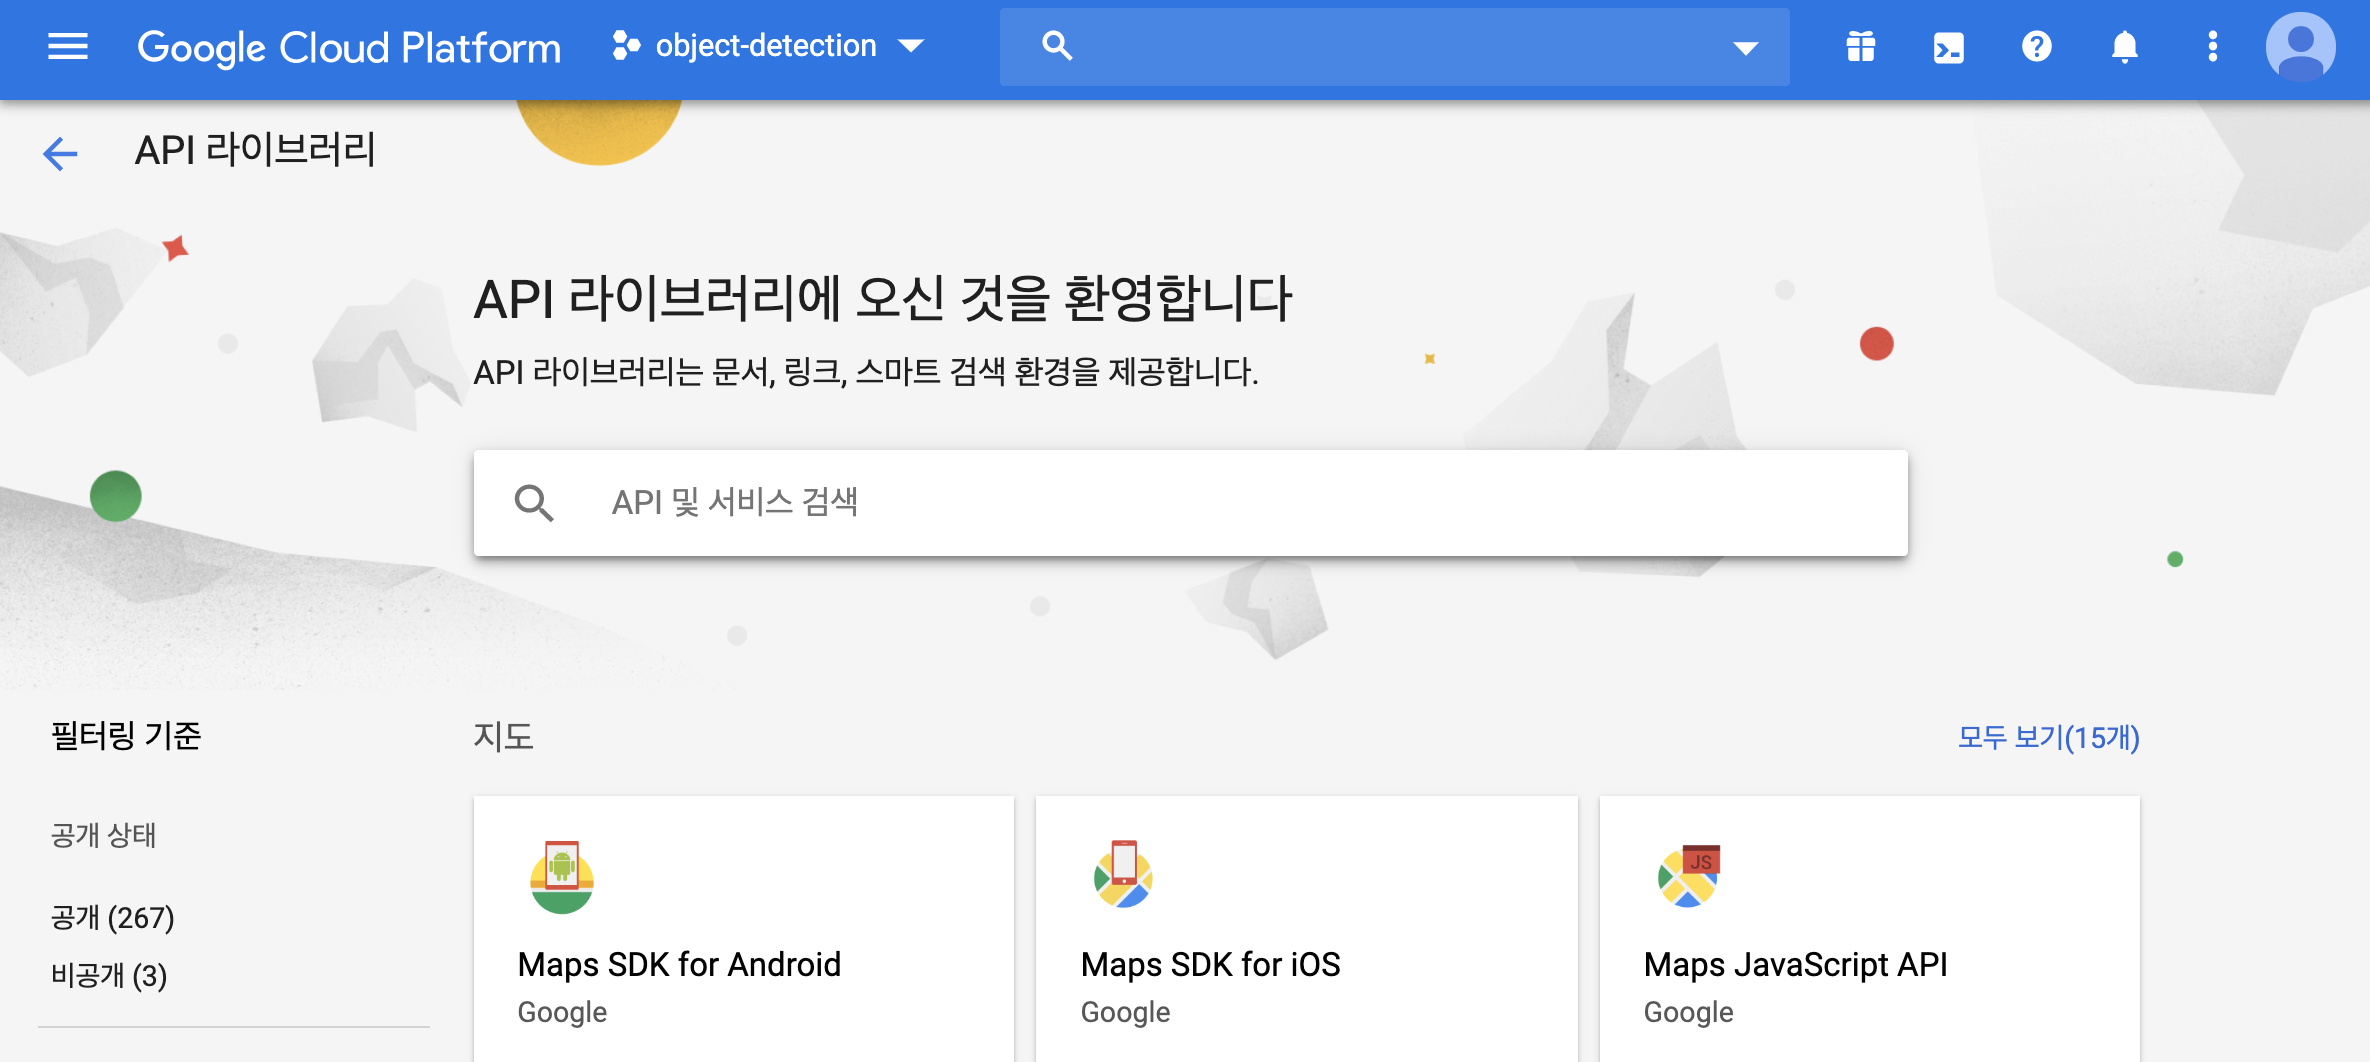 Google Cloud Platform
object-detection
API 라이브러리
API 라이브러리에 오신 것을 환영합니다
API 라이브러리는 문서, 링크, 스마트 검색 환경을 제공합니다.
API 및 서비스 검색
필터링 기준
공개 상태
공개 (267)
비공개 (3)
지도
모두 보기(15개)
Maps SDK for Android
Google
Maps SDK for iOS
Google
JS
Maps JavaScript API
Google